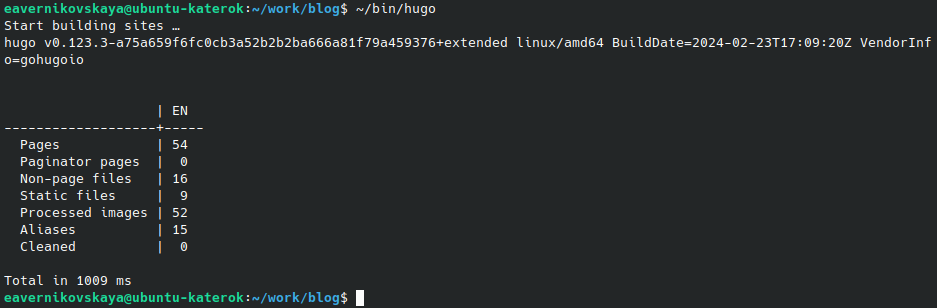 eavernikovskaya@ubuntu-katerok:~/work/blog$ ~/bin/hugo
Start building sites …
hugo v0.123.3-a75a659f6fc0cb3a52b2b2ba666a81f79a459376+extended linux/amd64 BuildDate=2024-02-23T17:09:20Z VendorInf
o=gohugoio
                   | EN
-------------------+-----
  Pages            | 54
  Paginator pages  |  0
  Non-page files   | 16
  Static files     |  9
  Processed images | 52
  Aliases          | 15
  Cleaned          |  0
Total in 1009 ms
eavernikovskaya@ubuntu-katerok:~/work/blog$